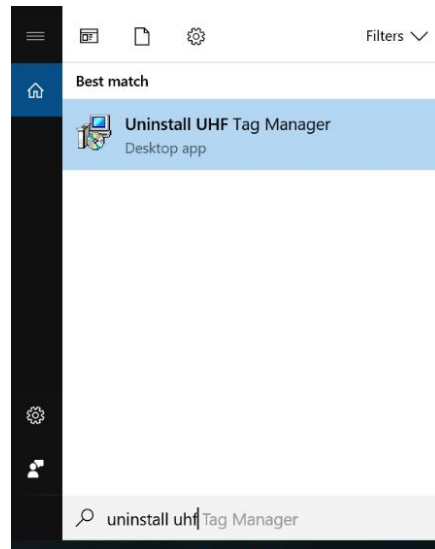 Filters
Best match
Uninstall UHF Tag Manager
Desktop app
uninstall uhf Tag Manager